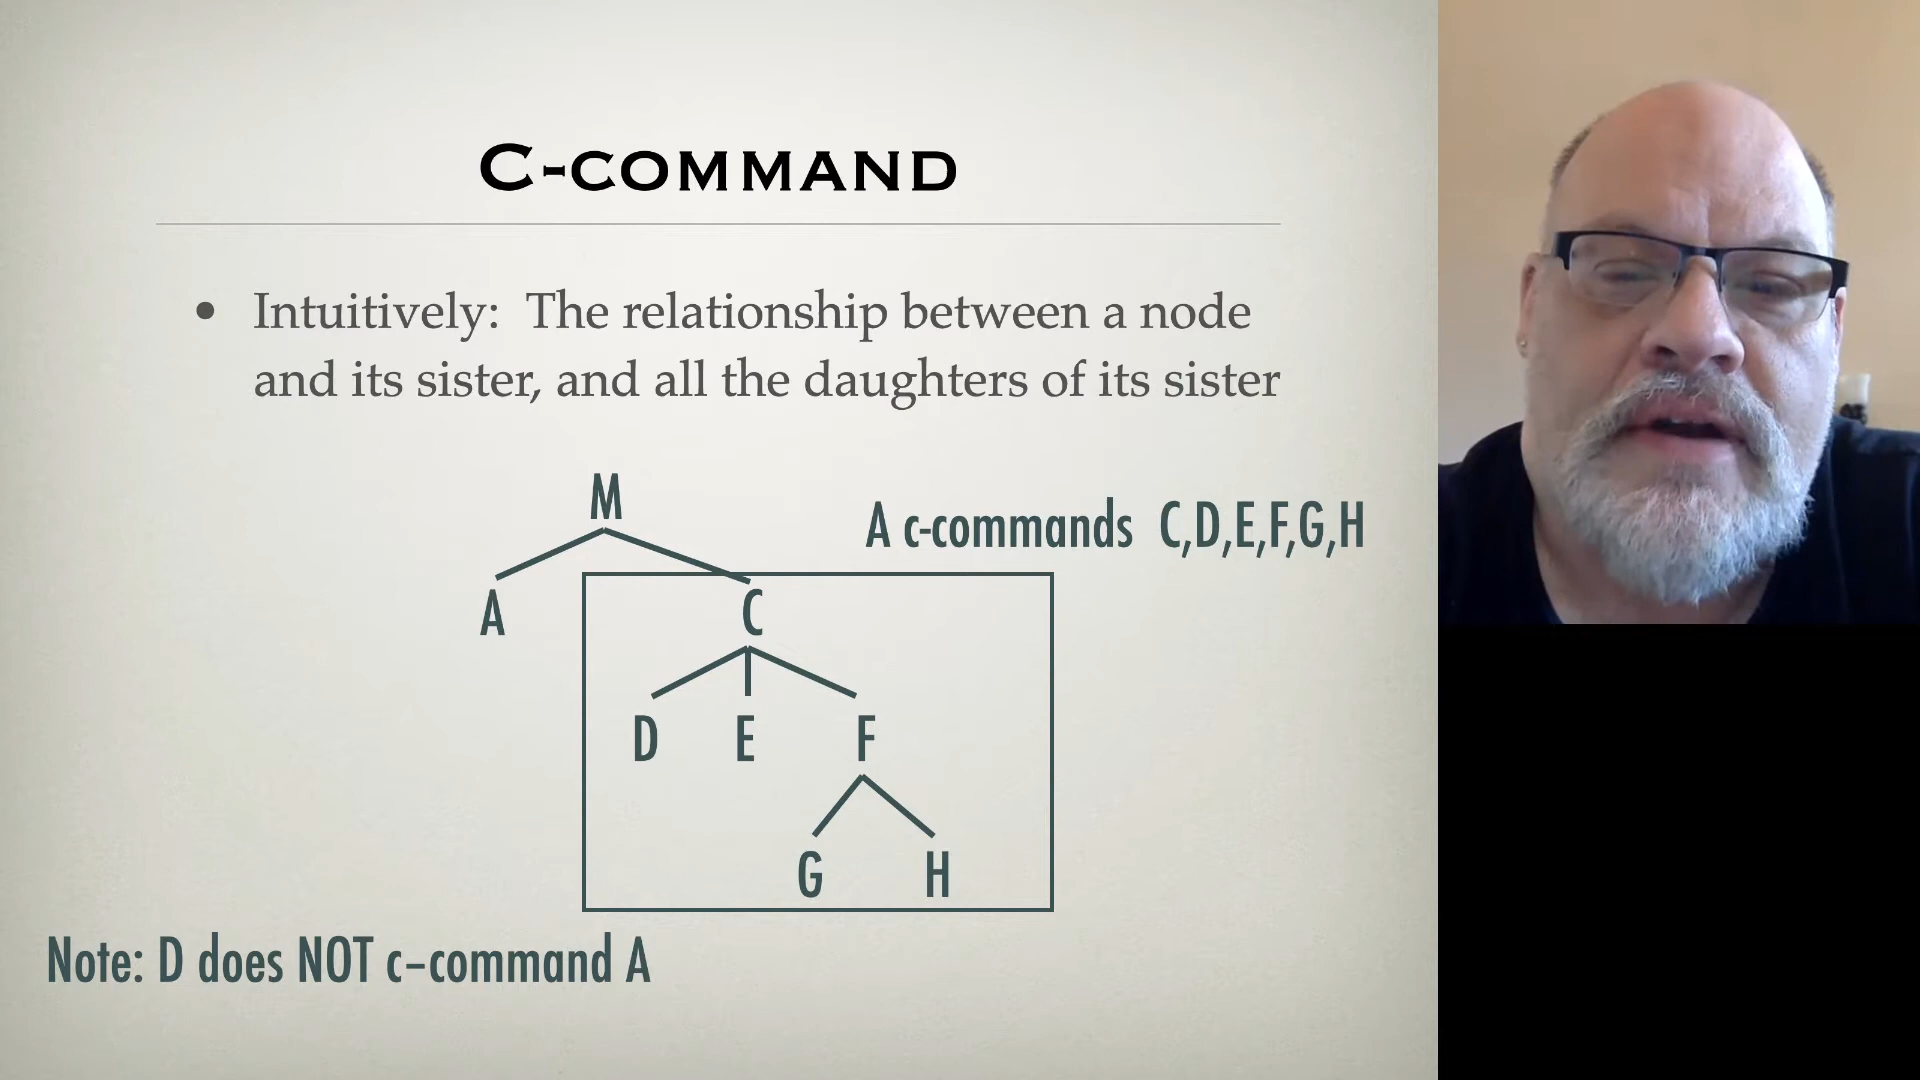 C-COMMAND
• Intuitively: The relationship between a node
and its sister, and all the daughters of its sister
M
A c-commands C,D,E,F,G,H
A C
D E F
G H
Note: D does NOT c-command A